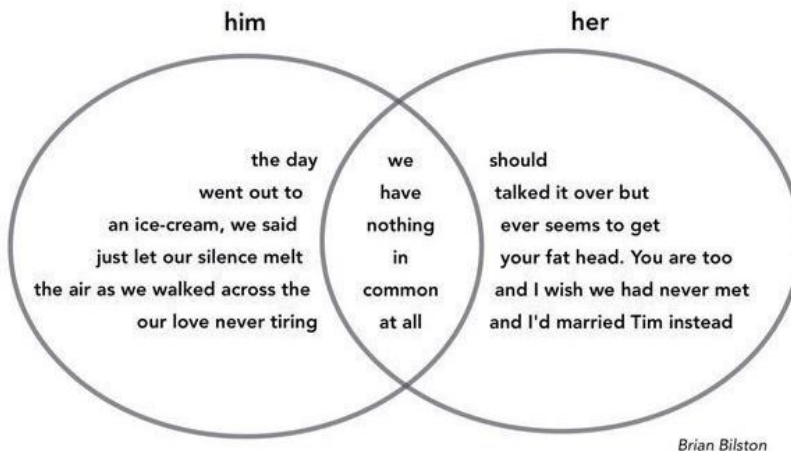 him her
the day we should
went out to have talked it over but
an ice-cream, we said nothing ever seems to get
just let our silence melt in your fat head. You are too
the air as we walked across the common and I wish we had never met
our love never tiring at all and I'd married Tim instead
Brian Bilston